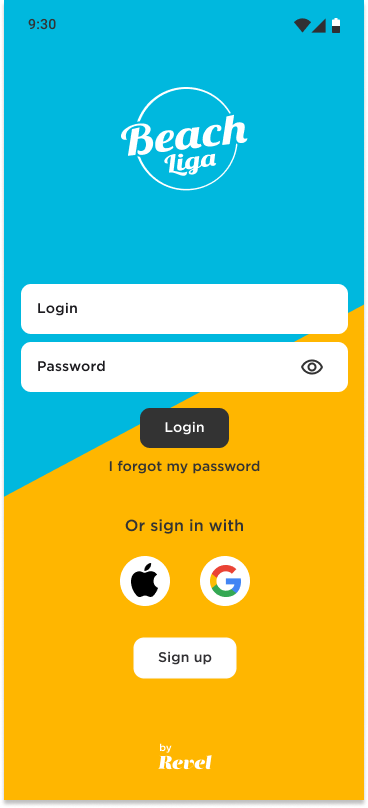 9:30
Beach
Liga
Login
Password
Login
I forgot my password
Or sign in with
Sign up
by
Revel